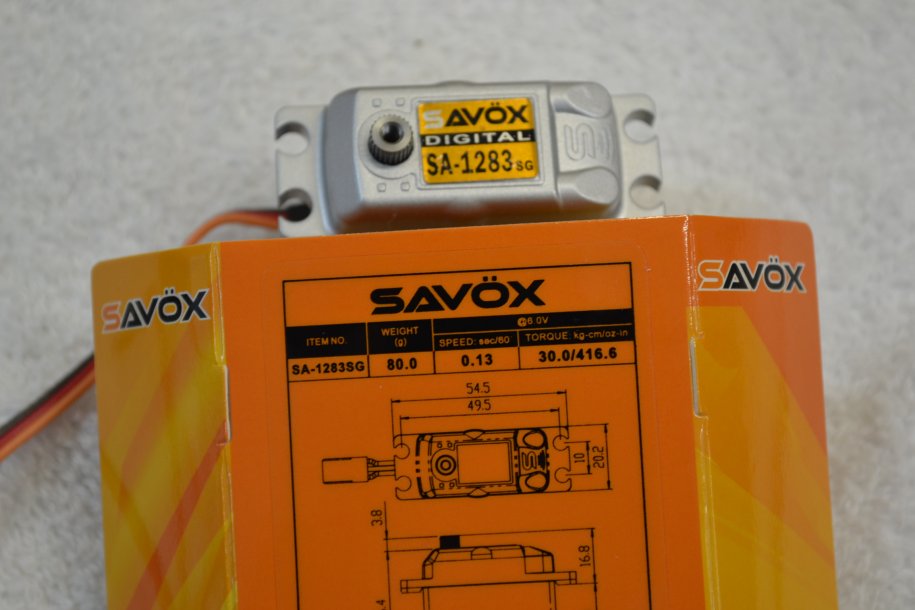 SAVÖX
DIGITAL
SA-1283SG
SAVÖX
SAVÖX
SAVÖX
@6.0V
ITEM NO. WEIGHT (g) SPEED: sec/60° TORQUE: kg-cm/oz-in
SA-1283SG 80.0 0.13 30.0/416.6
54.5
49.5
10
20.2
3.8
16.8